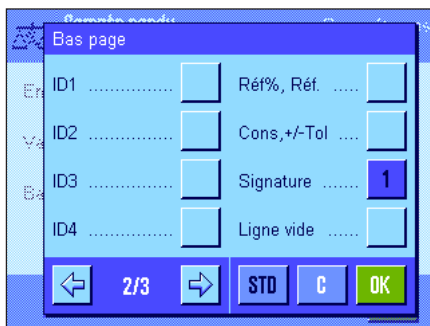 Bas page
ID1 ............... Réf%, Réf. .....
ID2 ............... Cons,+/-Tol ....
ID3 ............... Signature ....... 1
ID4 ............... Ligne vide ......
2/3 STD C OK